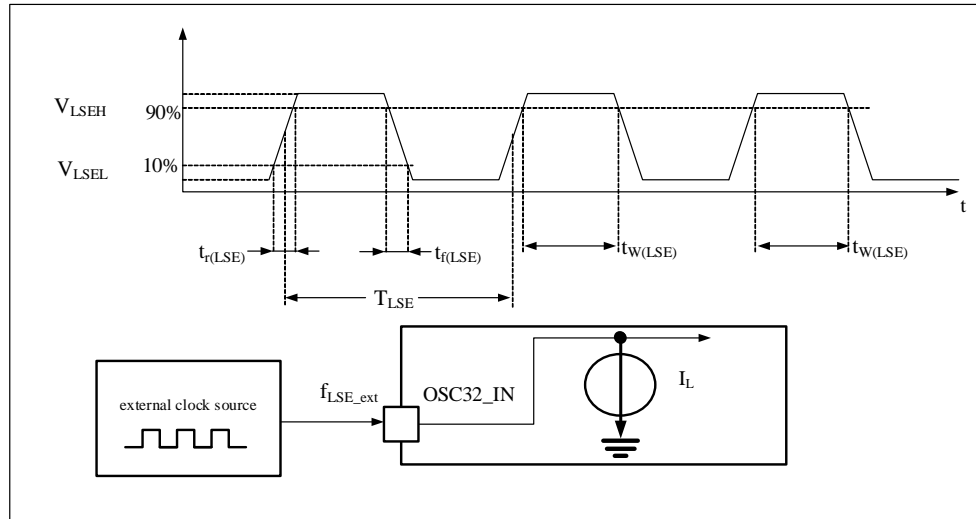 V_LSEH
90%
10%
V_LSEL
t
t_r(LSE)
t_f(LSE)
t_W(LSE)
t_W(LSE)
T_LSE
external clock source
f_LSE_ext
OSC32_IN
I_L